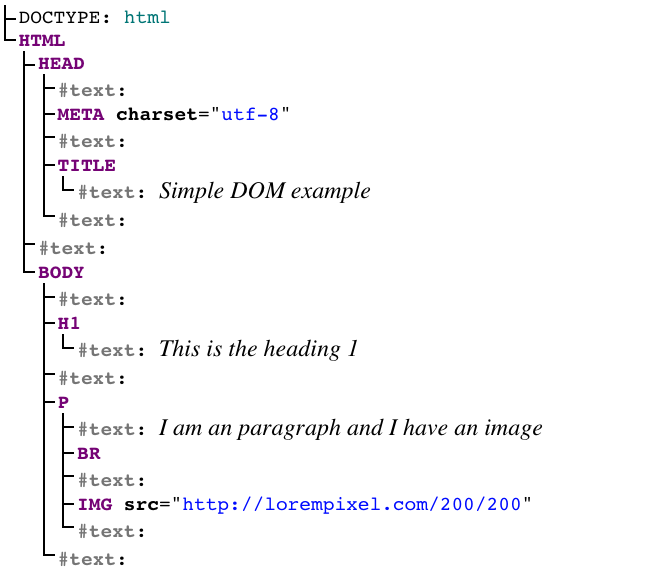 DOCTYPE: html
HTML
HEAD
#text:
META charset="utf-8"
#text:
TITLE
#text: Simple DOM example
#text:
#text:
BODY
#text:
H1
#text: This is the heading 1
#text:
P
#text: I am an paragraph and I have an image
BR
#text:
IMG src="http://lorempixel.com/200/200"
#text:
#text: